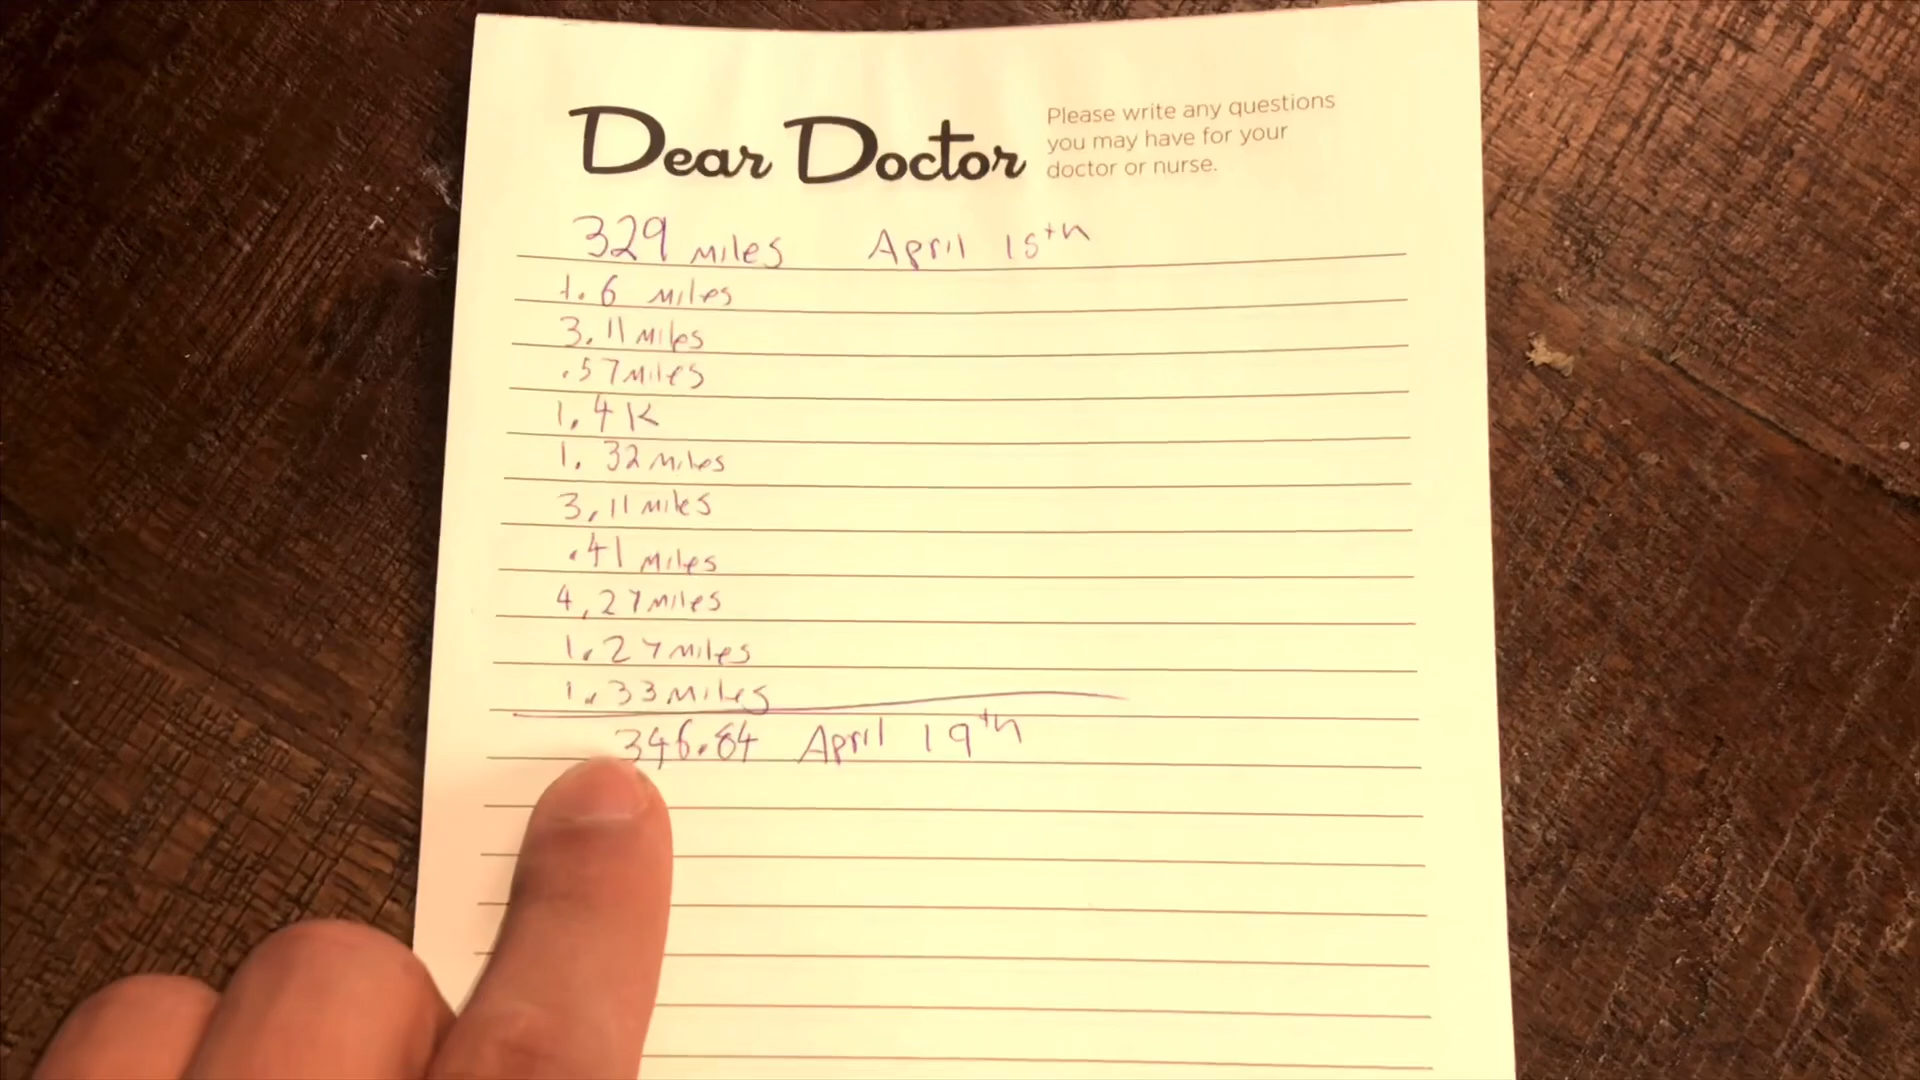 Dear Doctor
Please write any questions
you may have for your
doctor or nurse.
329 miles April 15th
1.6 miles
3.11 miles
.57 miles
1.4K
1.32 miles
3,11 miles
.41 miles
4,27 miles
1.27 miles
1.33 miles
346.84 April 19th